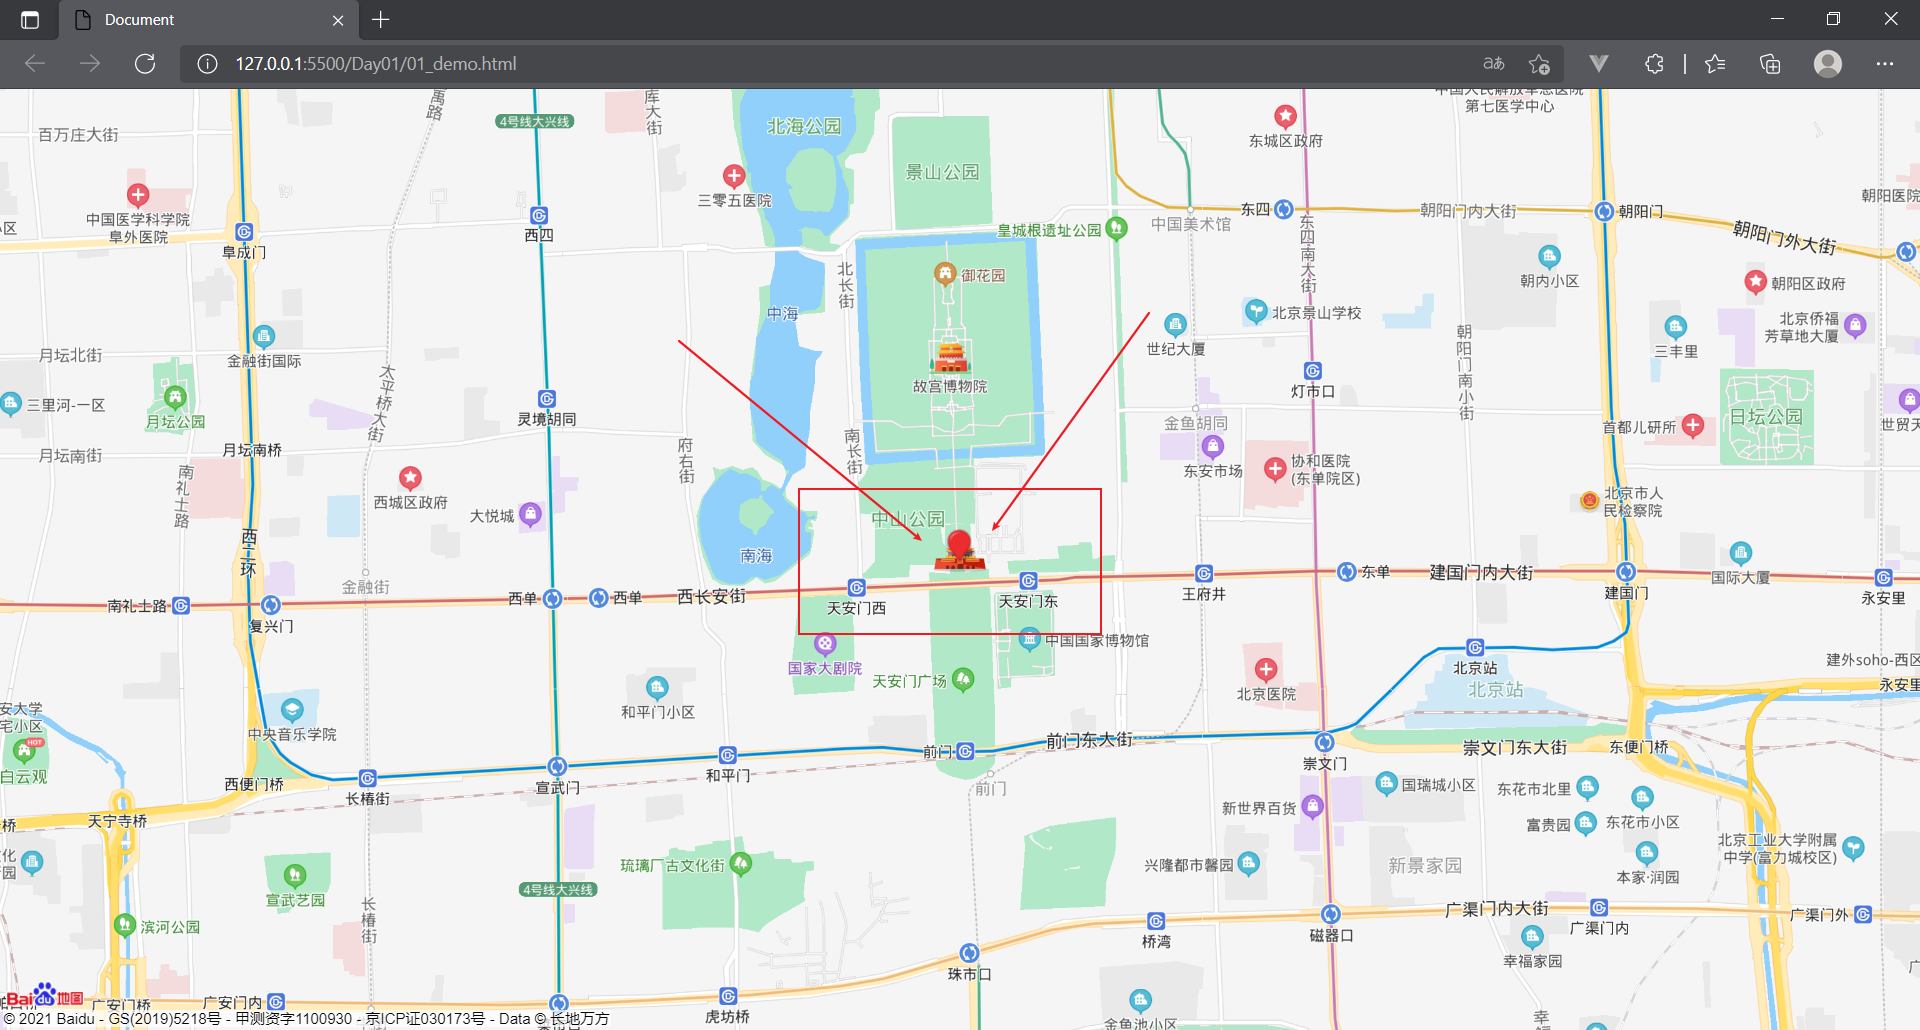 Document
127.0.0.1:5500/Day01/01_demo.html
禹路
库大街
第七医学中心
4号线大兴线
北海公园
东城区政府
百万庄大街
景山公园
三零五医院
朝阳医院
中国医学科学院
阜外医院
西四
皇城根遗址公园
中国美术馆
东四
朝阳门内大街
朝阳门
朝阳门外大街
阜成门
东四南大街
北长街
御花园
朝内小区
朝阳区政府
中海
北京景山学校
北京侨福
芳草地大厦
世纪大厦
三丰里
金融街国际
月坛北街
太平桥大街
故宫博物院
灯市口
朝阳门南小街
三里河-一区
月坛公园
灵境胡同
金鱼胡同
日坛公园
首都儿研所
世贸天
月坛南桥
月坛南街
府右街
南长街
东安市场
协和医院
(东单院区)
南礼士路
西城区政府
大悦城
北京市人
民检察院
中山公园
西二环
南海
金融街
东单
建国门内大街
国际大厦
南礼士路
复兴门
西单
西单
西长安街
天安门西
天安门东
王府井
建国门
永安里
中国国家博物馆
国家大剧院
天安门广场
北京站
北京站
建外soho-西区
永安里
北京医院
和平门小区
安大学
宅小区
中央音乐学院
HOT
白云观
前门
前门东大街
崇文门东大街
东便门桥
西便门桥
长椿街
宣武门
和平门
崇文门
前门
国瑞城小区
东花市北里
新世界百货
天宁寺桥
富贵园
东花市小区
北京工业大学附属
中学(富力城校区)
琉璃厂古文化街
兴隆都市馨园
新景家园
本家·润园
4号线大兴线
宣武艺园
长椿街
滨河公园
广渠门内大街
广渠门内
广渠门外
桥湾
磁器口
幸福家园
珠市口
Baidu地图
广安门桥
广安门内
虎坊桥
金鱼池小区
© 2021 Baidu - GS(2019)5218号 - 甲测资字1100930 - 京ICP证030173号 - Data © 长地万方